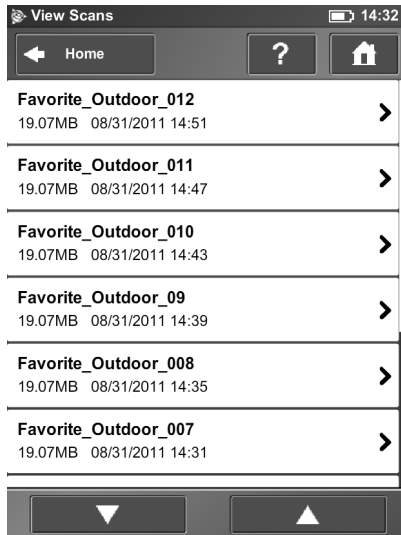 View Scans 14:32
Home ?
Favorite_Outdoor_012
19.07MB 08/31/2011 14:51
Favorite_Outdoor_011
19.07MB 08/31/2011 14:47
Favorite_Outdoor_010
19.07MB 08/31/2011 14:43
Favorite_Outdoor_09
19.07MB 08/31/2011 14:39
Favorite_Outdoor_008
19.07MB 08/31/2011 14:35
Favorite_Outdoor_007
19.07MB 08/31/2011 14:31